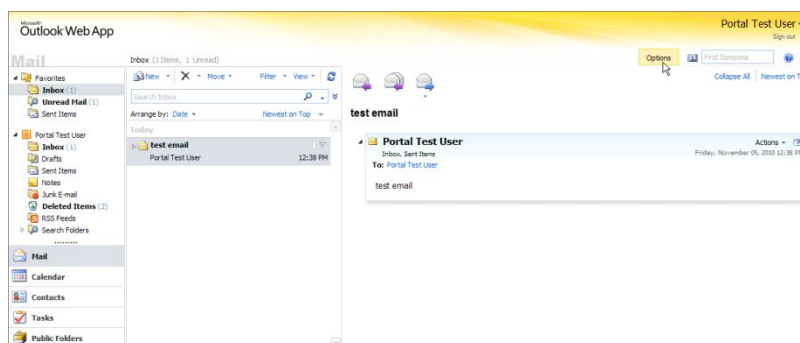 Microsoft
Outlook Web App
Portal Test User
Sign out
Mail
Inbox (1 Items, 1 Unread)
Options
Find Someone
Favorites
Inbox (1)
Unread Mail (1)
Sent Items
Portal Test User
Inbox (1)
Drafts
Sent Items
Notes
Junk E-mail
Deleted Items (2)
RSS Feeds
Search Folders
Mail
Calendar
Contacts
Tasks
Public Folders
New Move Filter View
Search Inbox
Arrange by: Date Newest on Top
Today
test email
Portal Test User 12:38 PM
Collapse All Newest on T
test email
Portal Test User Actions
Inbox, Sent Items Friday, November 05, 2010 12:38 PM
To: Portal Test User
test email